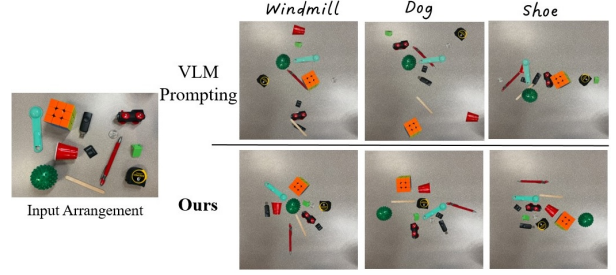 Windmill
Dog
Shoe
VLM
Prompting
Input Arrangement
Ours